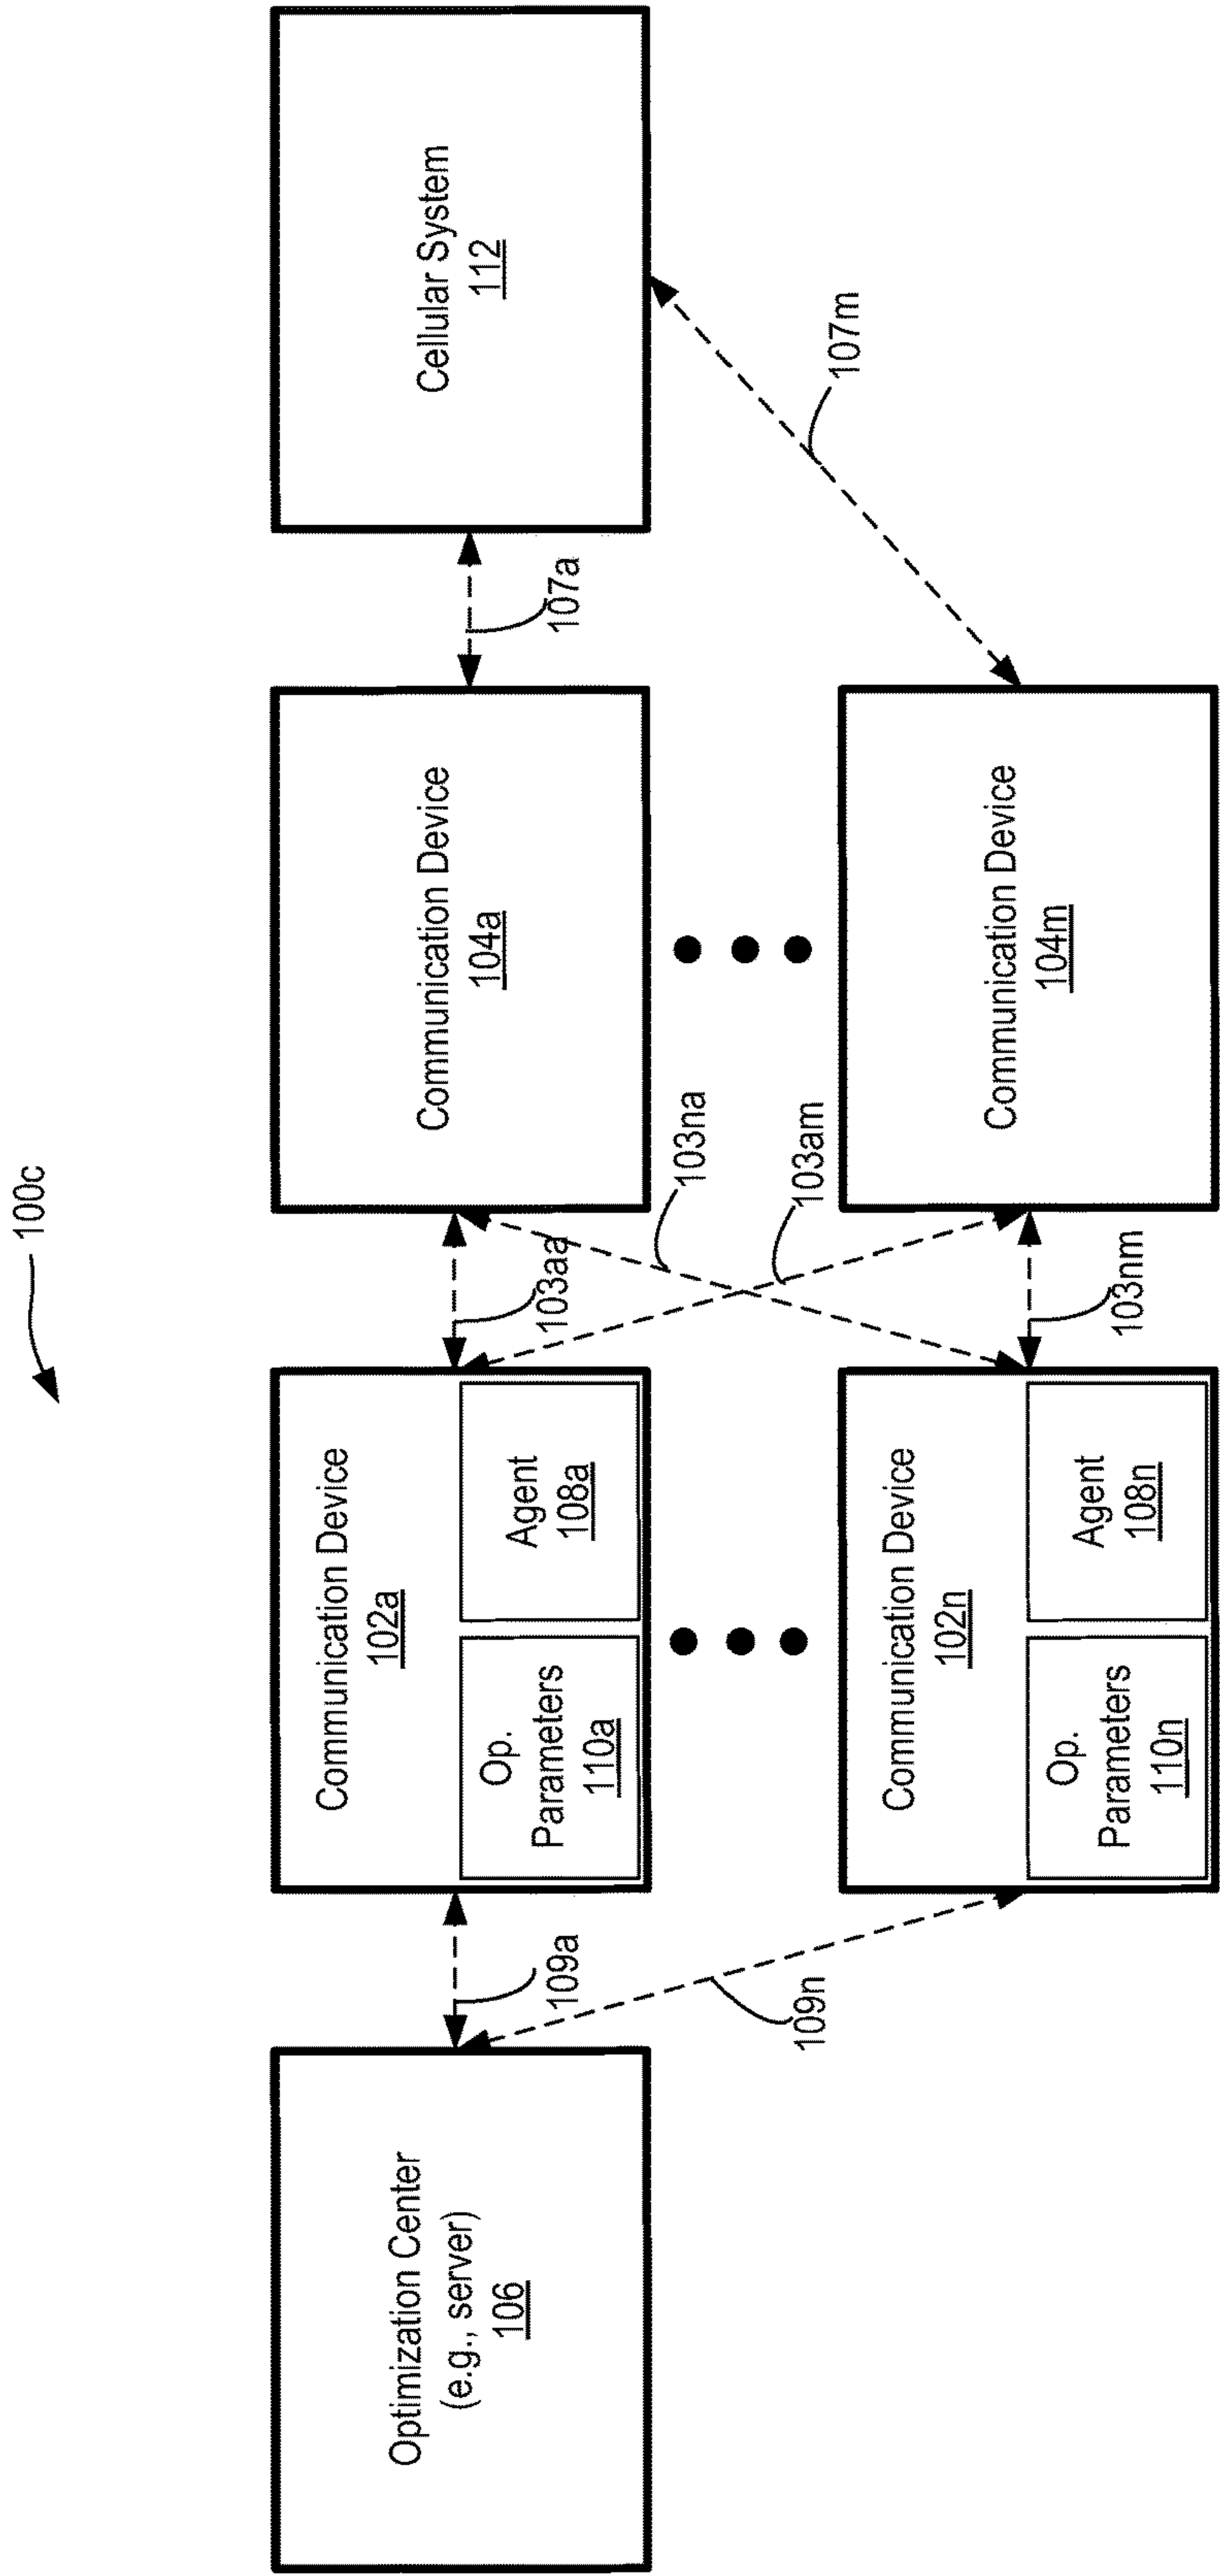 100c
Optimization Center
(e.g., server)
106
109a
109n
Communication Device
102a
Op.
Parameters
110a
Agent
108a
Communication Device
102n
Op.
Parameters
110n
Agent
108n
103aa
103na
103am
103nm
Communication Device
104a
Communication Device
104m
107a
107m
Cellular System
112